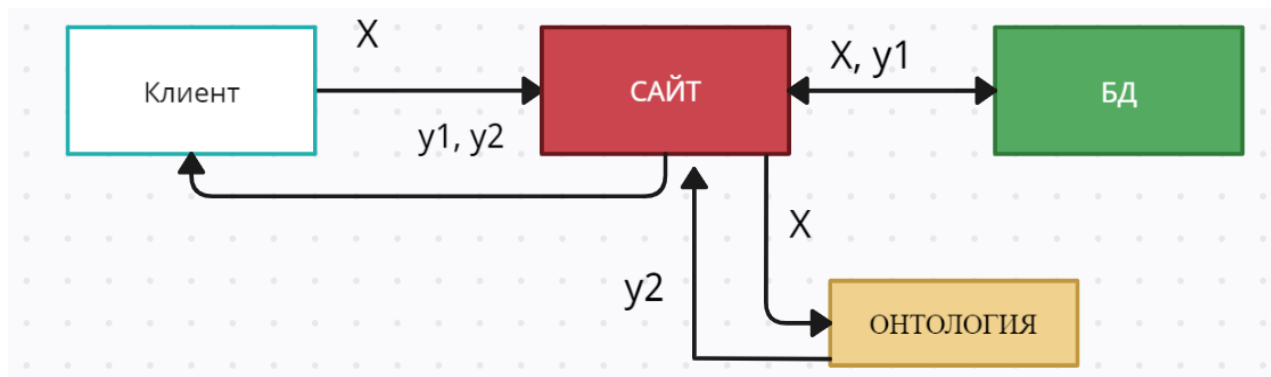 X
Клиент
САЙТ
X, y1
БД
y1, y2
X
y2
ОНТОЛОГИЯ